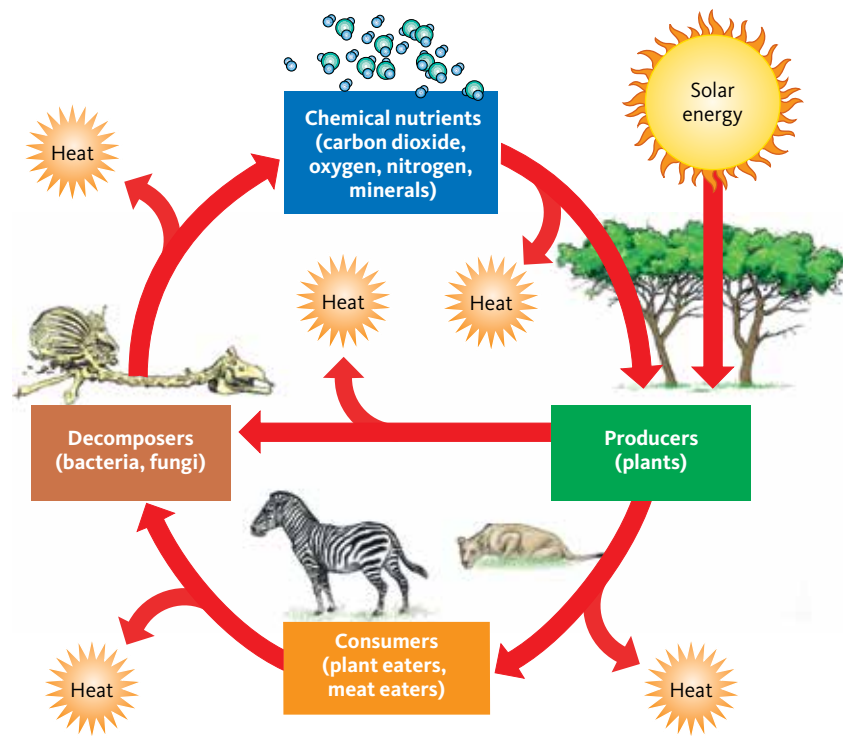 Chemical nutrients
(carbon dioxide,
oxygen, nitrogen,
minerals)
Solar
energy
Heat
Heat
Heat
Decomposers
(bacteria, fungi)
Producers
(plants)
Consumers
(plant eaters,
meat eaters)
Heat
Heat